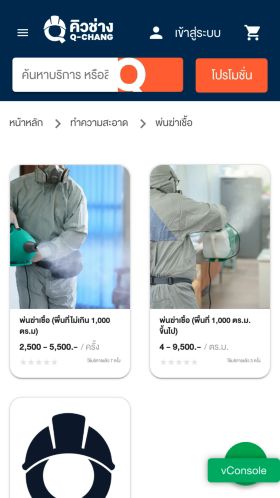 คิวช่าง
Q-CHANG
เข้าสู่ระบบ
ค้นหาบริการ หรือสิ
โปรโมชั่น
หน้าหลัก > ทำความสะอาด > พ่นฆ่าเชื้อ
พ่นฆ่าเชื้อ (พื้นที่ไม่เกิน 1,000
ตร.ม)
2,500 - 5,500.- / ครั้ง
ใช้บริการแล้ว 7 ครั้ง
พ่นฆ่าเชื้อ (พื้นที่ 1,000 ตร.ม.
ขึ้นไป)
4 - 9,500.- / ตร.ม.
ใช้บริการแล้ว 3 ครั้ง
vConsole